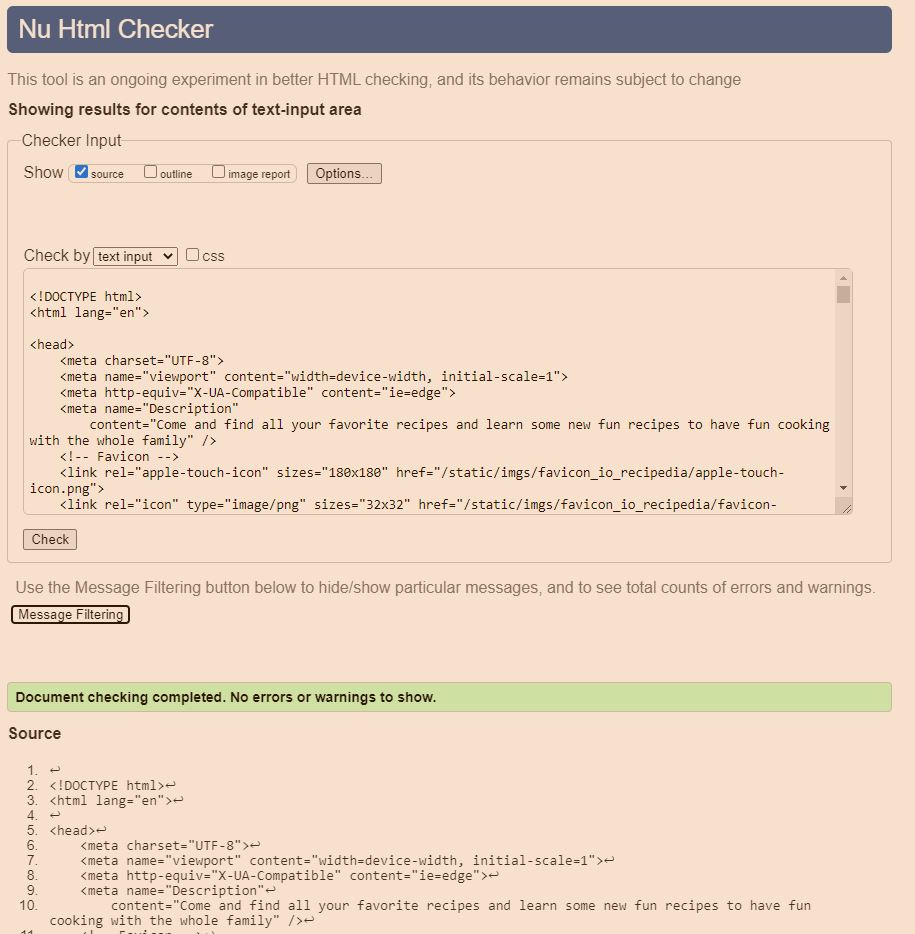 Nu Html Checker
This tool is an ongoing experiment in better HTML checking, and its behavior remains subject to change
Showing results for contents of text-input area
Checker Input
Show source outline image report Options...
Check by text input css
<!DOCTYPE html>
<html lang="en">
<head>
    <meta charset="UTF-8">
    <meta name="viewport" content="width=device-width, initial-scale=1">
    <meta http-equiv="X-UA-Compatible" content="ie=edge">
    <meta name="Description"
        content="Come and find all your favorite recipes and learn some new fun recipes to have fun cooking
with the whole family" />
    <!-- Favicon -->
    <link rel="apple-touch-icon" sizes="180x180" href="/static/imgs/favicon_io_recipedia/apple-touch-
icon.png">
    <link rel="icon" type="image/png" sizes="32x32" href="/static/imgs/favicon_io_recipedia/favicon-
Check
Use the Message Filtering button below to hide/show particular messages, and to see total counts of errors and warnings.
Message Filtering
Document checking completed. No errors or warnings to show.
Source
1. ↩
2. <!DOCTYPE html>↩
3. <html lang="en">↩
4. ↩
5. <head>↩
6.     <meta charset="UTF-8">↩
7.     <meta name="viewport" content="width=device-width, initial-scale=1">↩
8.     <meta http-equiv="X-UA-Compatible" content="ie=edge">↩
9.     <meta name="Description"↩
10.         content="Come and find all your favorite recipes and learn some new fun recipes to have fun
cooking with the whole family" />↩